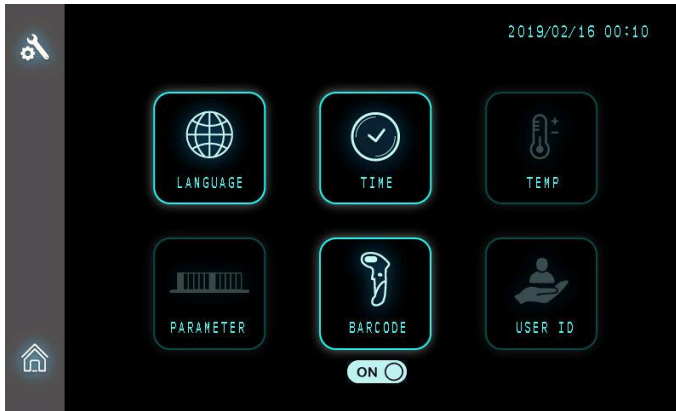 2019/02/16 00:10
LANGUAGE TIME TEMP
PARAMETER BARCODE USER ID
ON